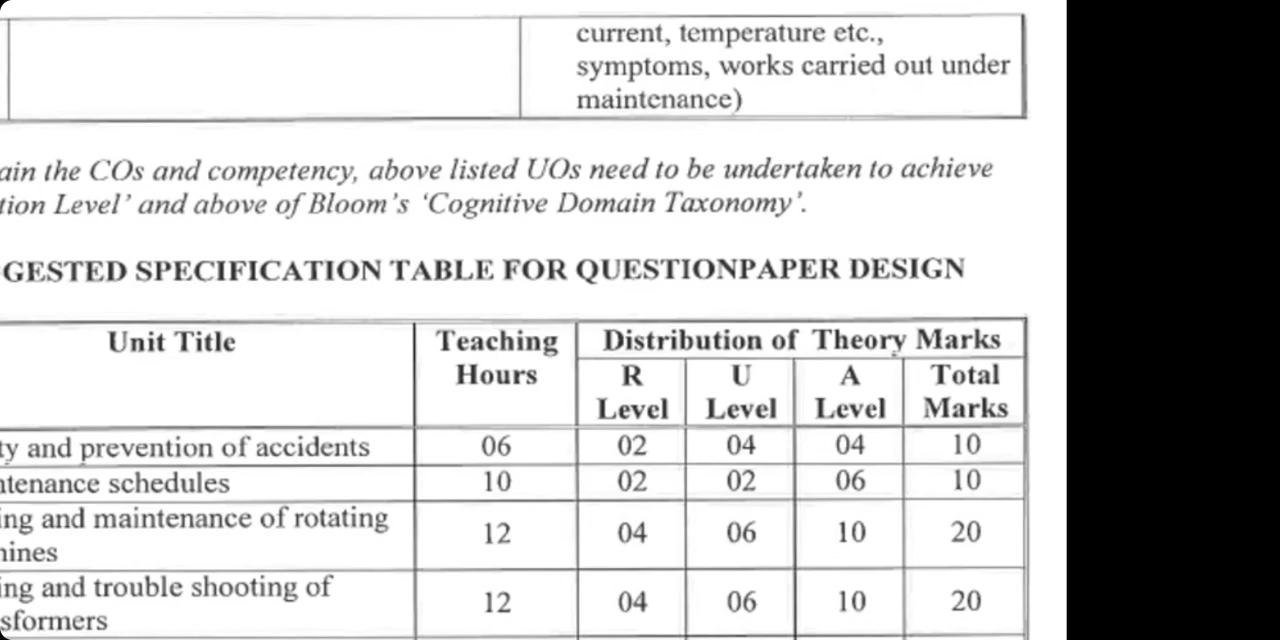 current, temperature etc.,
symptoms, works carried out under
maintenance)
ain the COs and competency, above listed UOs need to be undertaken to achieve
tion Level' and above of Bloom's 'Cognitive Domain Taxonomy'.
GESTED SPECIFICATION TABLE FOR QUESTIONPAPER DESIGN
Unit Title Teaching Hours Distribution of Theory Marks
R Level U Level A Level Total Marks
ty and prevention of accidents 06 02 04 04 10
ntenance schedules 10 02 02 06 10
ing and maintenance of rotating
hines 12 04 06 10 20
ing and trouble shooting of
sformers 12 04 06 10 20